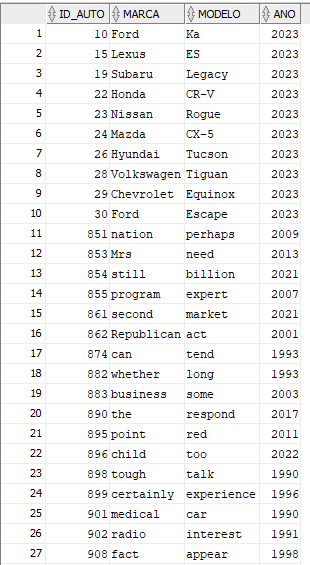 ID_AUTO MARCA MODELO ANO
1 10 Ford Ka 2023
2 15 Lexus ES 2023
3 19 Subaru Legacy 2023
4 22 Honda CR-V 2023
5 23 Nissan Rogue 2023
6 24 Mazda CX-5 2023
7 26 Hyundai Tucson 2023
8 28 Volkswagen Tiguan 2023
9 29 Chevrolet Equinox 2023
10 30 Ford Escape 2023
11 851 nation perhaps 2009
12 853 Mrs need 2013
13 854 still billion 2021
14 855 program expert 2007
15 861 second market 2021
16 862 Republican act 2001
17 874 can tend 1993
18 882 whether long 1993
19 883 business some 2003
20 890 the respond 2017
21 895 point red 2011
22 896 child too 2022
23 898 tough talk 1990
24 899 certainly experience 1996
25 901 medical car 1990
26 902 radio interest 1991
27 908 fact appear 1998